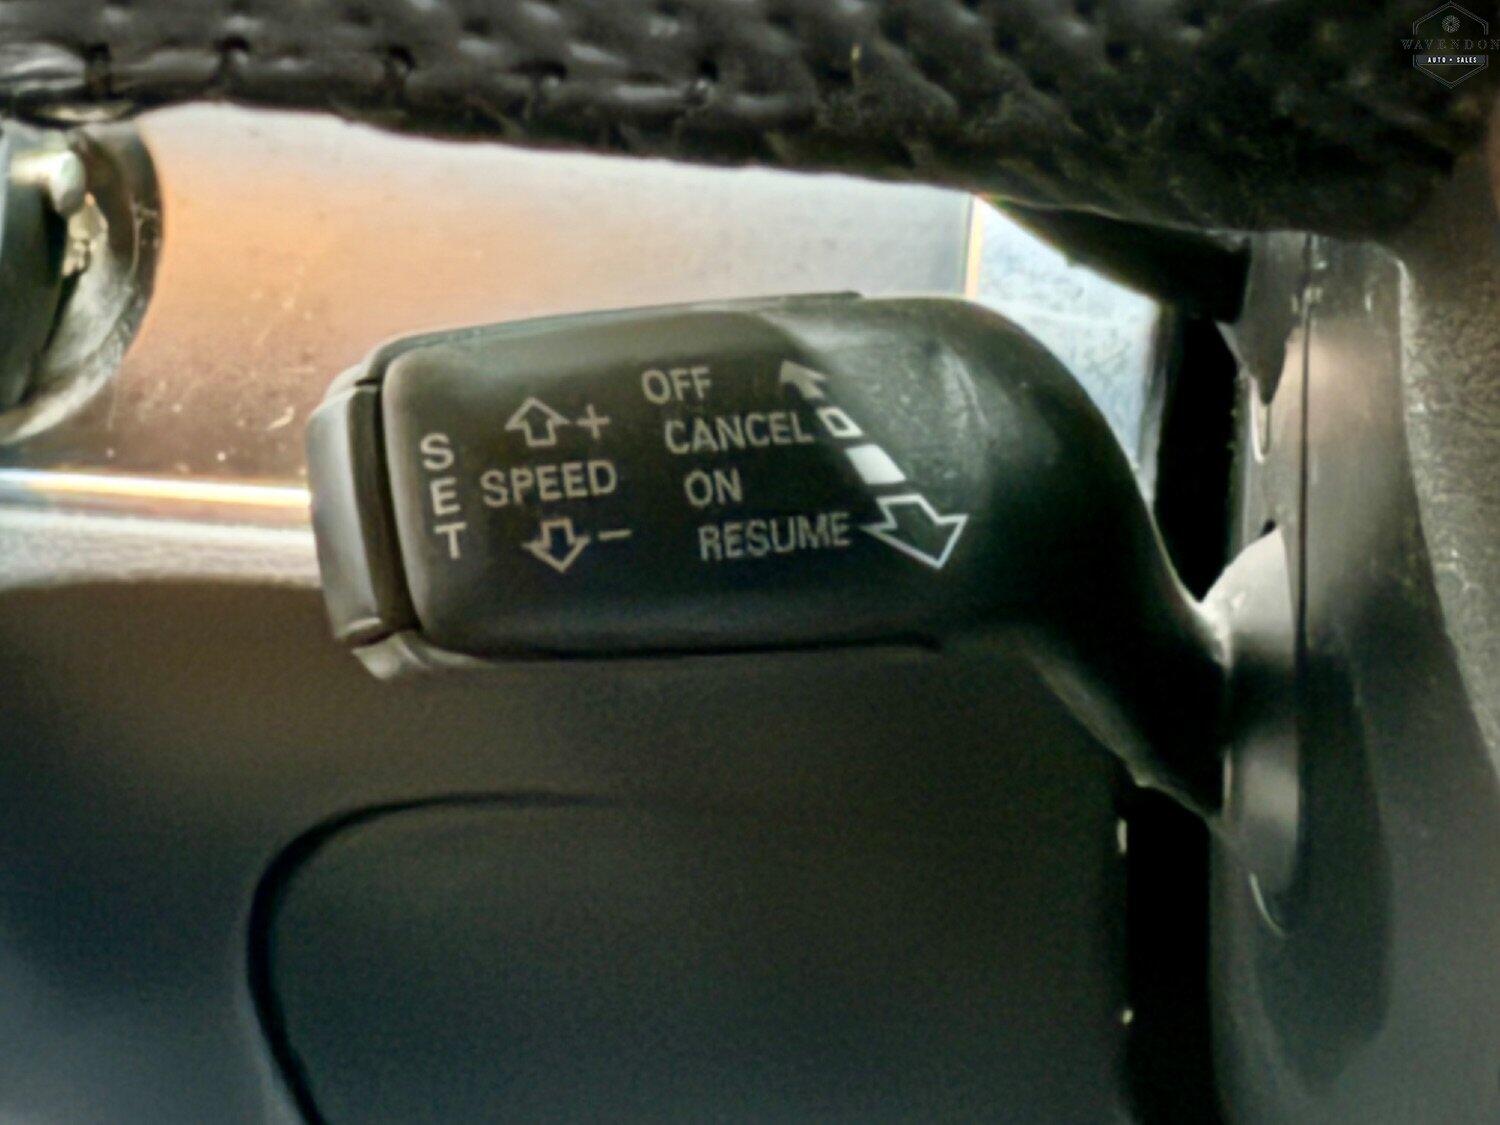 WAVENDON
AUTO • SALES
OFF
+
CANCEL
SET
SPEED
ON
−
RESUME